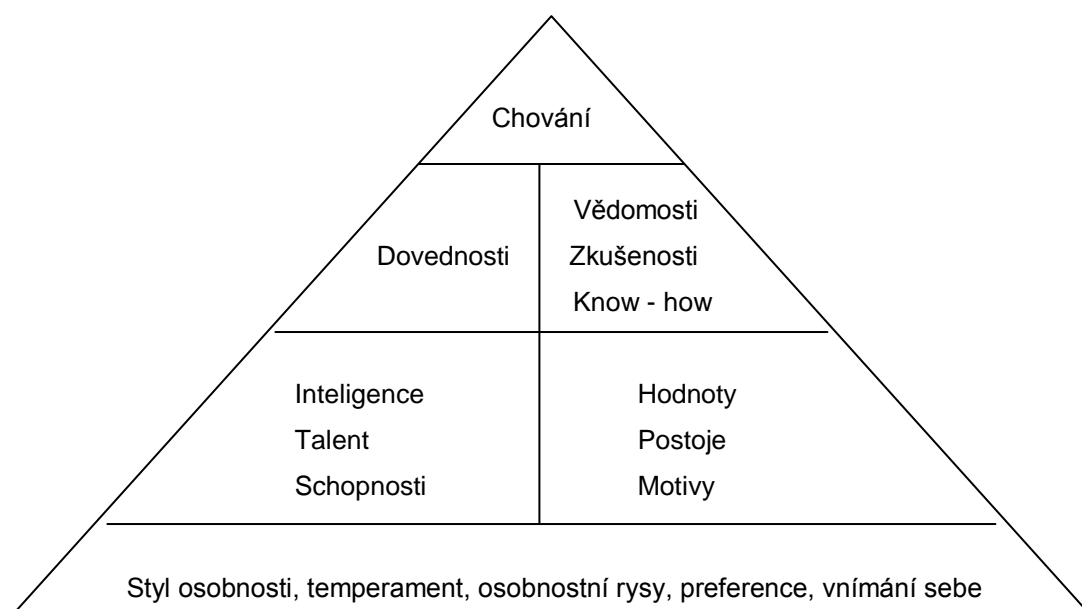 Chování
Dovednosti
Vědomosti
Zkušenosti
Know - how
Inteligence
Talent
Schopnosti
Hodnoty
Postoje
Motivy
Styl osobnosti, temperament, osobnostní rysy, preference, vnímání sebe